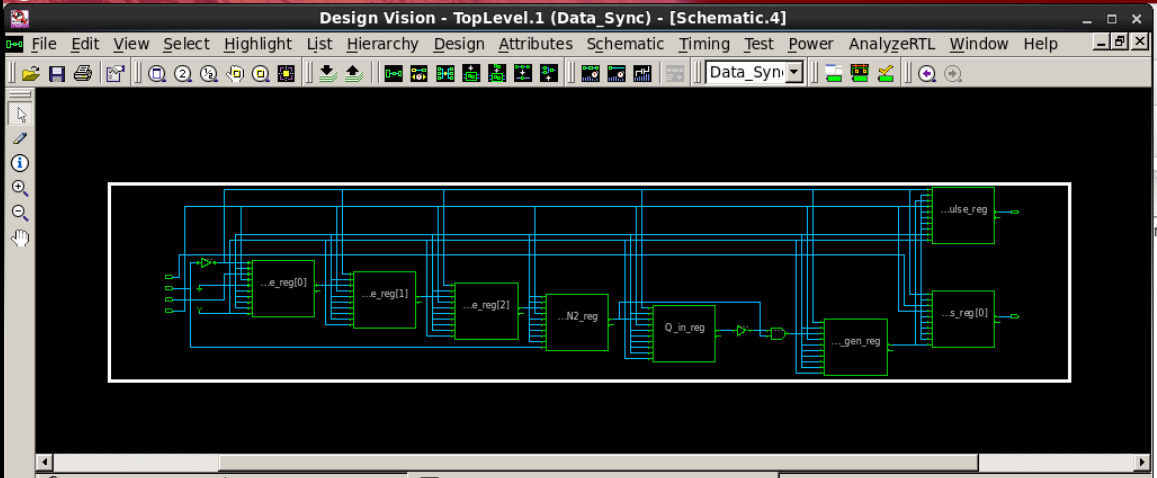 Design Vision - TopLevel.1 (Data_Sync) - [Schematic.4]
File Edit View Select Highlight List Hierarchy Design Attributes Schematic Timing Test Power AnalyzeRTL Window Help
Data_Syn
...ulse_reg
...e_reg[0]
...e_reg[1]
...e_reg[2]
...N2_reg
Q_in_reg
..._gen_reg
...s_reg[0]